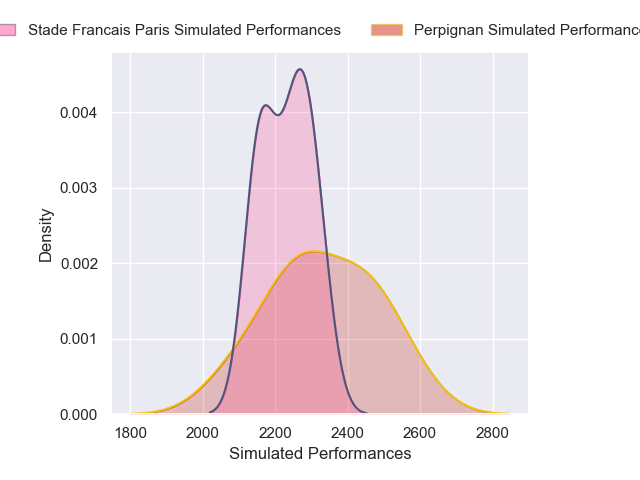 Stade Francais Paris Simulated Performances Perpignan Simulated
0.004
0.003
0.002
0.001
0.000
Density
1800 2000 2200 2400 2600 2800
Simulated Performances